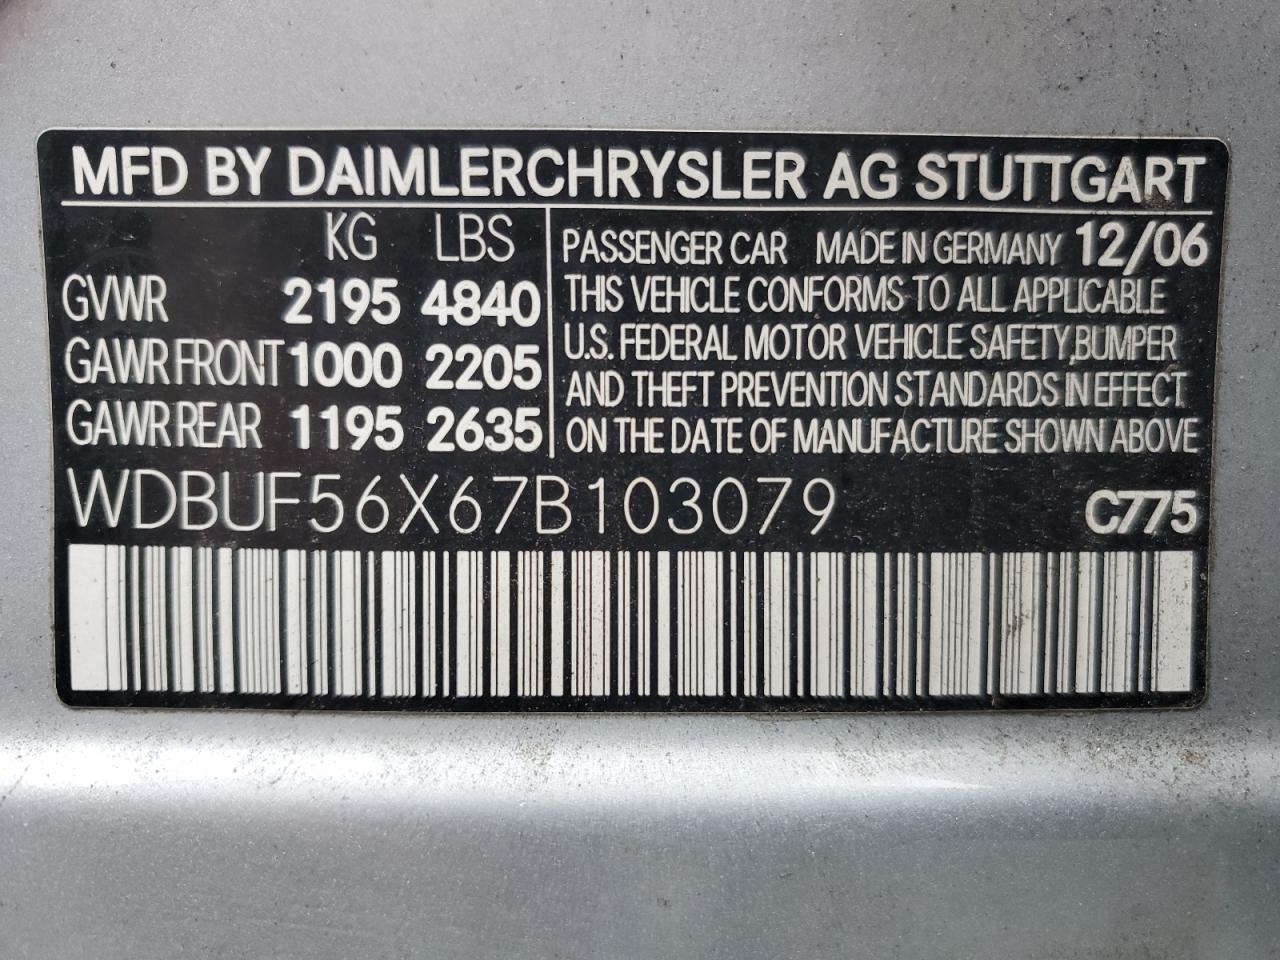 MFD BY DAIMLERCHRYSLER AG STUTTGART
KG LBS
GVWR 2195 4840
GAWR FRONT 1000 2205
GAWR REAR 1195 2635
PASSENGER CAR MADE IN GERMANY 12/06
THIS VEHICLE CONFORMS TO ALL APPLICABLE
U.S. FEDERAL MOTOR VEHICLE SAFETY, BUMPER
AND THEFT PREVENTION STANDARDS IN EFFECT
ON THE DATE OF MANUFACTURE SHOWN ABOVE
WDBUF56X67B103079 C775